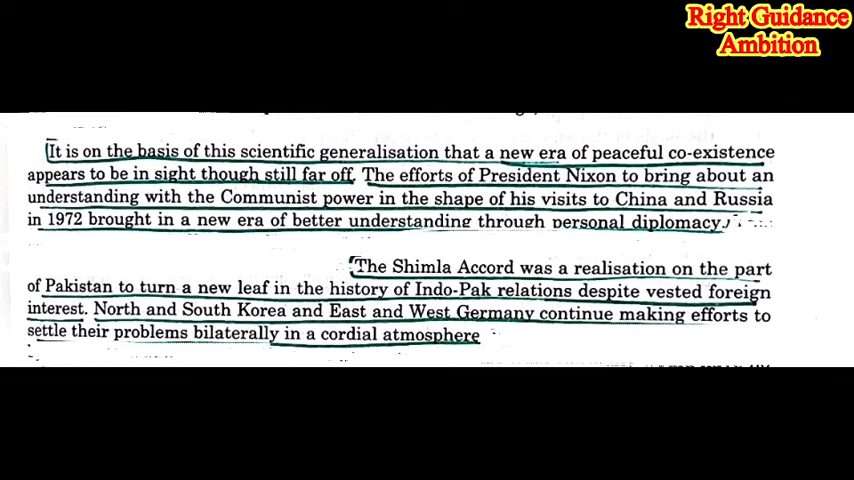 Right Guidance
Ambition
It is on the basis of this scientific generalisation that a new era of peaceful co-existence
appears to be in sight though still far off. The efforts of President Nixon to bring about an
understanding with the Communist power in the shape of his visits to China and Russia
in 1972 brought in a new era of better understanding through personal diplomacy.
The Shimla Accord was a realisation on the part
of Pakistan to turn a new leaf in the history of Indo-Pak relations despite vested foreign
interest. North and South Korea and East and West Germany continue making efforts to
settle their problems bilaterally in a cordial atmosphere